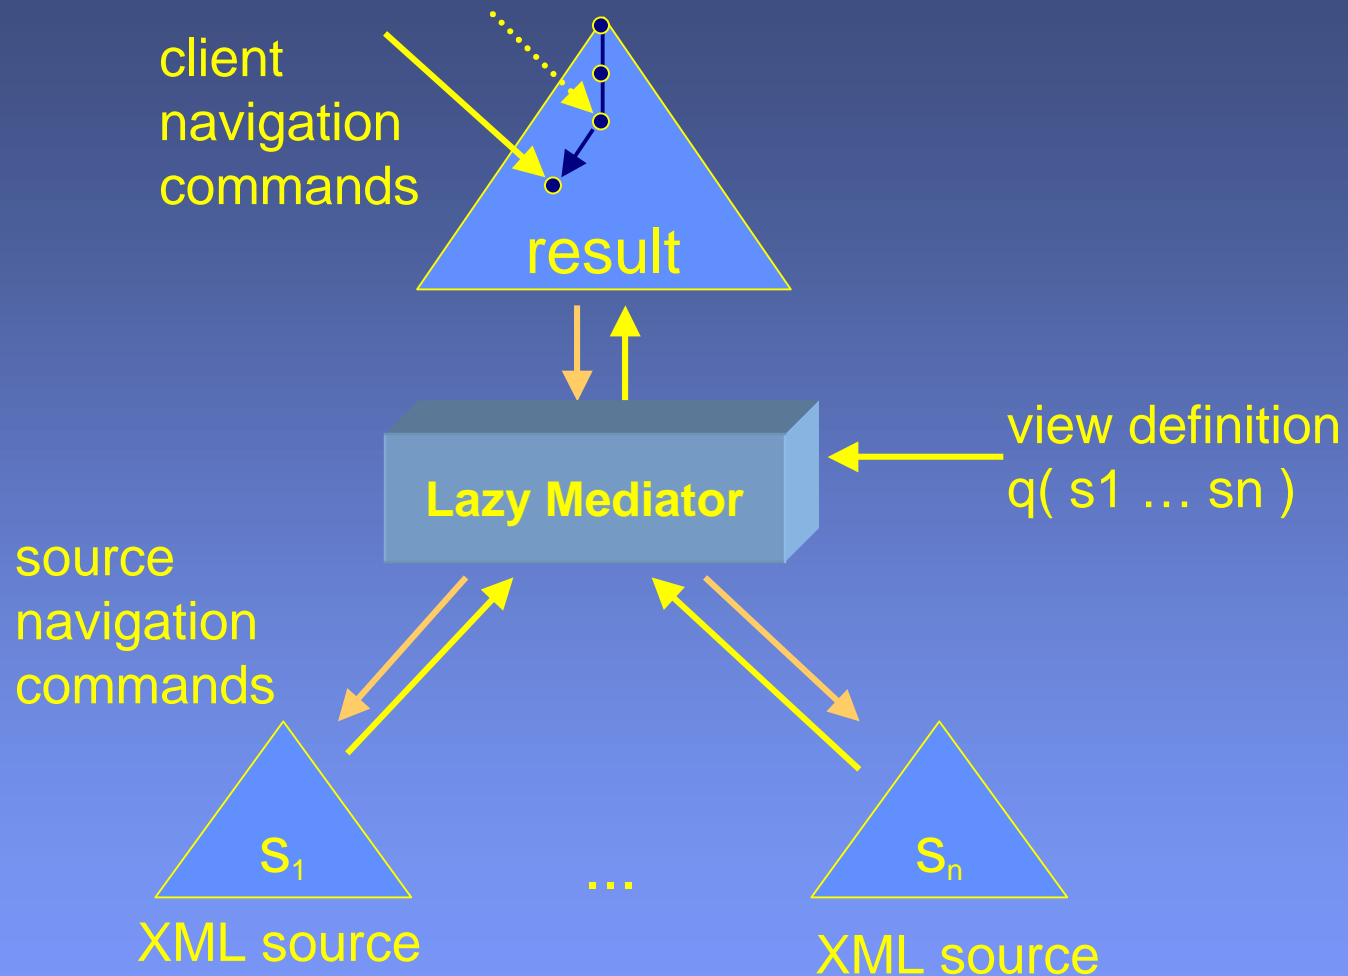 client
navigation
commands
result
Lazy Mediator
view definition
q( s1 … sn )
source
navigation
commands
s₁
...
sₙ
XML source
XML source